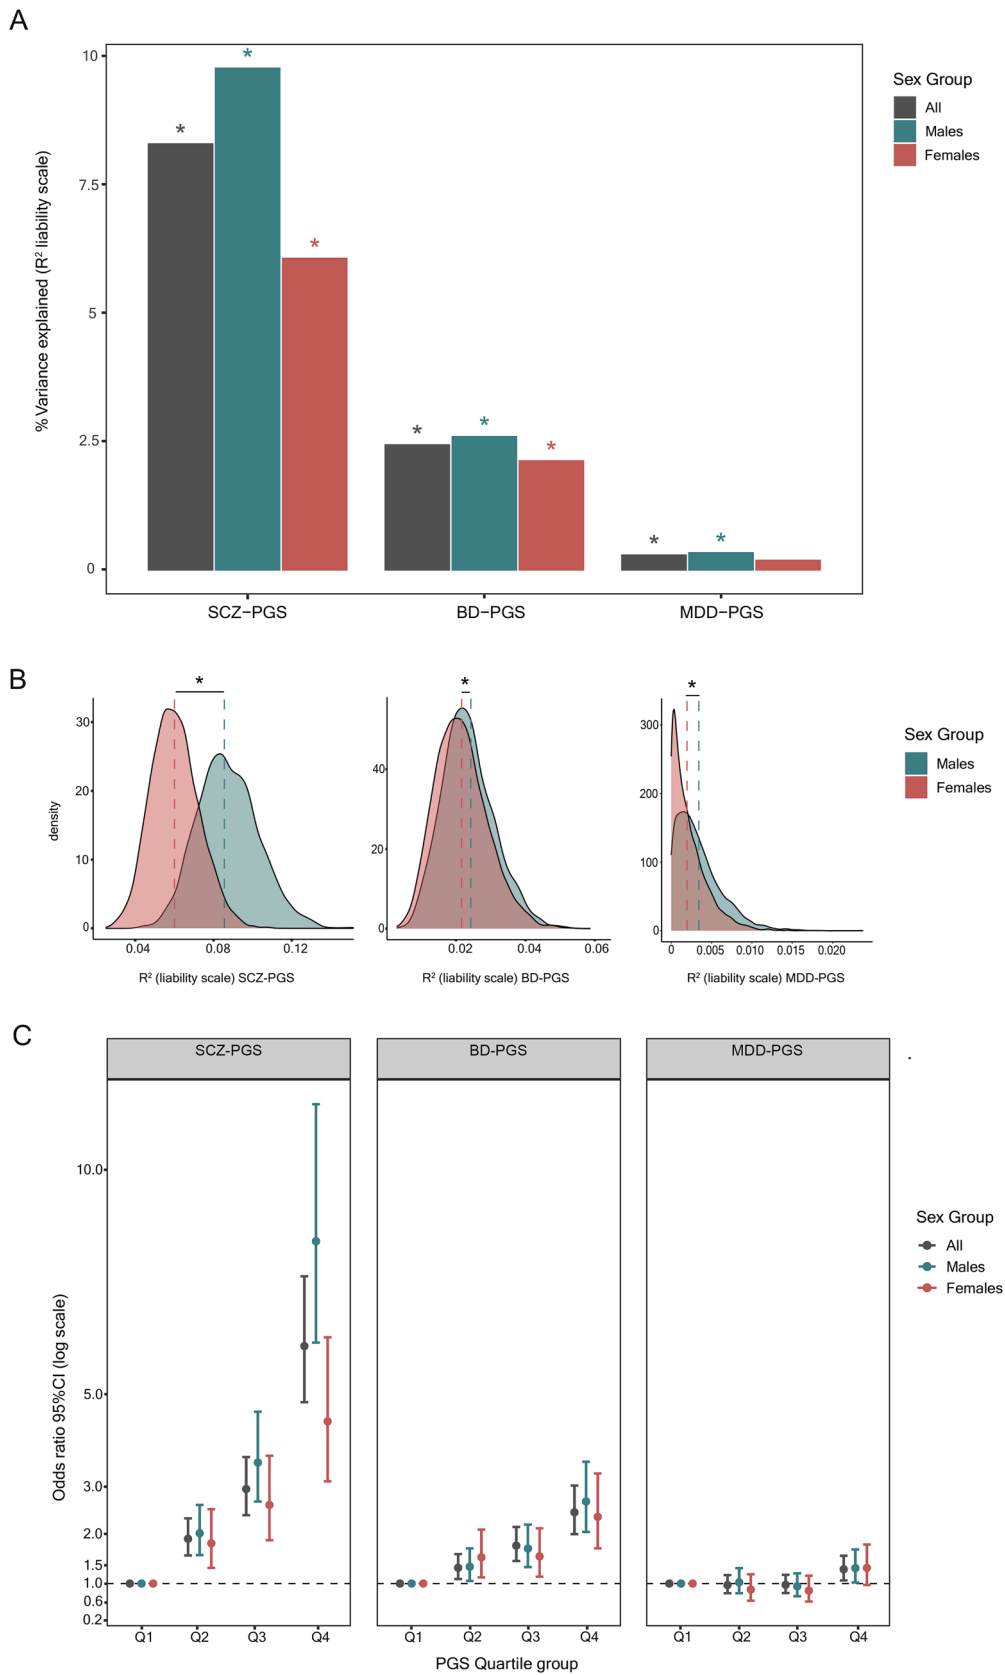 A
Sex Group
All
Males
Females
% Variance explained (R² liability scale)
10
7.5
5
2.5
0
*
*
*
*
*
*
*
*
SCZ−PGS
BD−PGS
MDD−PGS
B
*
*
*
density
30
20
10
0
0.04
0.08
0.12
R² (liability scale) SCZ-PGS
40
20
0
0.02
0.04
0.06
R² (liability scale) BD-PGS
300
200
100
0
0
0.005
0.010
0.015
0.020
R² (liability scale) MDD-PGS
Sex Group
Males
Females
C
SCZ-PGS
BD-PGS
MDD-PGS
Odds ratio 95%CI (log scale)
10.0
5.0
3.0
2.0
1.5
1.0
0.6
0.2
Q1 Q2 Q3 Q4
Q1 Q2 Q3 Q4
Q1 Q2 Q3 Q4
PGS Quartile group
Sex Group
All
Males
Females